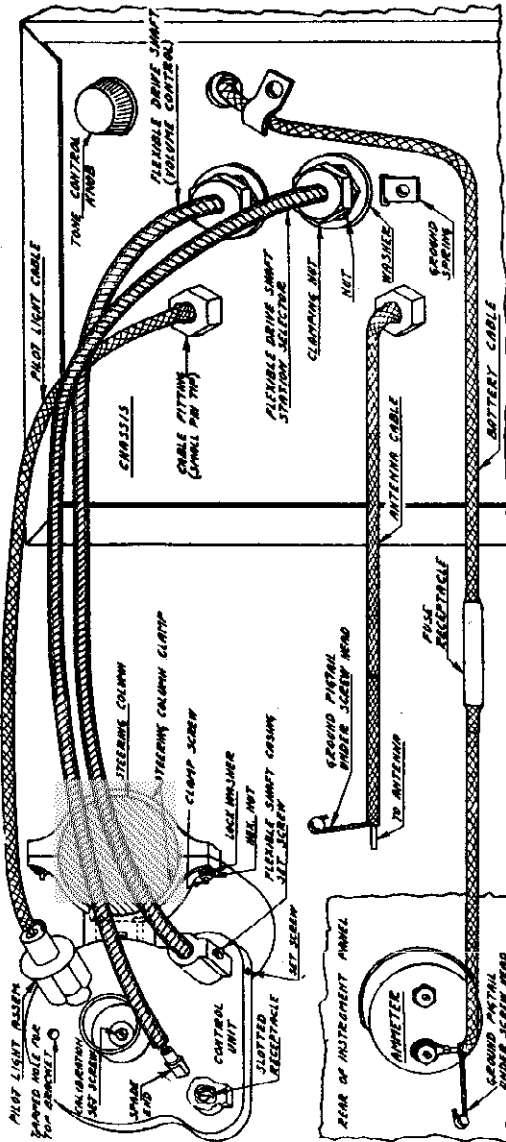 PILOT LIGHT ASSEM.
TAPPED HOLE FOR
TOP BRACKET
CALIBRATION
SET SCREW
SPADE
END
CONTROL
UNIT
SLOTTED
RECEPTACLE
STEERING COLUMN
STEERING COLUMN CLAMP
CLAMP SCREW
LOCK WASHER
HEX. NUT
FLEXIBLE SHAFT CASING
SET SCREW
SET SCREW
PILOT LIGHT CABLE
TONE CONTROL
KNOB
FLEXIBLE DRIVE SHAFT
(VOLUME CONTROL)
CHASSIS
CABLE FITTING
(SMALL PIN TIP)
FLEXIBLE DRIVE SHAFT
STATION SELECTOR
CLAMPING NUT
NUT
WASHER
GROUND
SPRING
GROUND PIGTAIL
UNDER SCREW HEAD
TO ANTENNA
ANTENNA CABLE
REAR OF INSTRUMENT PANEL
AMMETER
GROUND PIGTAIL
UNDER SCREW HEAD
FUSE
RECEPTACLE
BATTERY CABLE